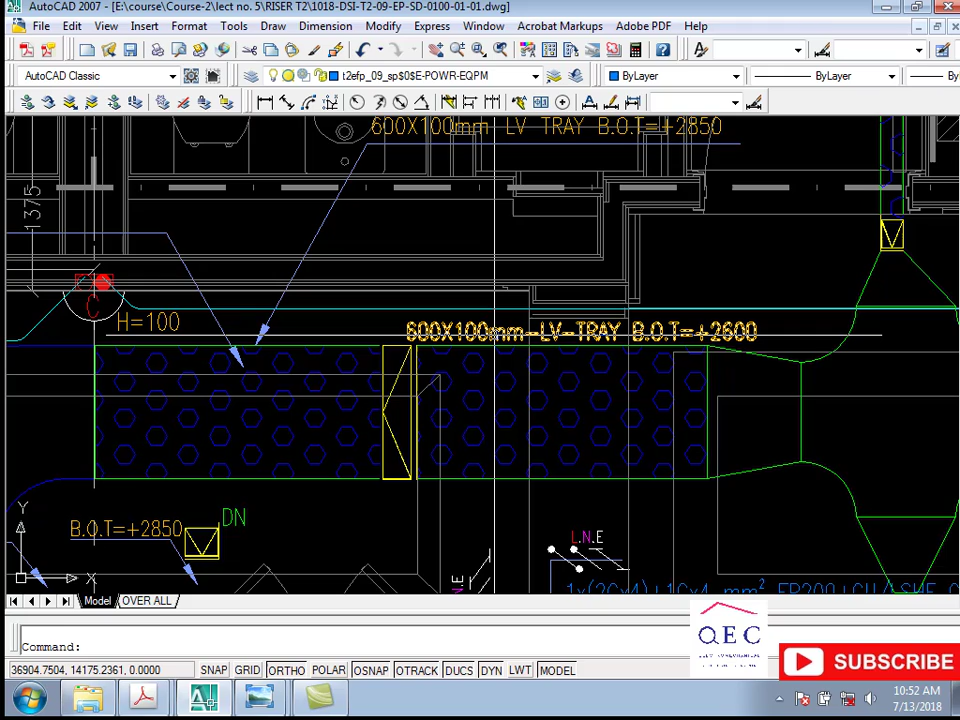 AutoCAD 2007 - [E:\course\Course-2\lect no. 5\RISER T2\1018-DSI-T2-09-EP-SD-0100-01-01.dwg]
File Edit View Insert Format Tools Draw Dimension Modify Express Window Acrobat Markups Adobe PDF Help
AutoCAD Classic t2efp_09_sp$0$E-POWR-EQPM ByLayer ByLayer
600X100mm LV TRAY B.O.T=+2850
1375
C
H=100
600X100mm-LV-TRAY B.O.T=+2600
B.O.T=+2850
DN
L.N.E
Y
X
Model OVER ALL
Command:
QEC
36904.7504, 14175.2361, 0.0000 SNAP GRID ORTHO POLAR OSNAP OTRACK DUCS DYN LWT MODEL
SUBSCRIBE
10:52 AM
7/13/2018